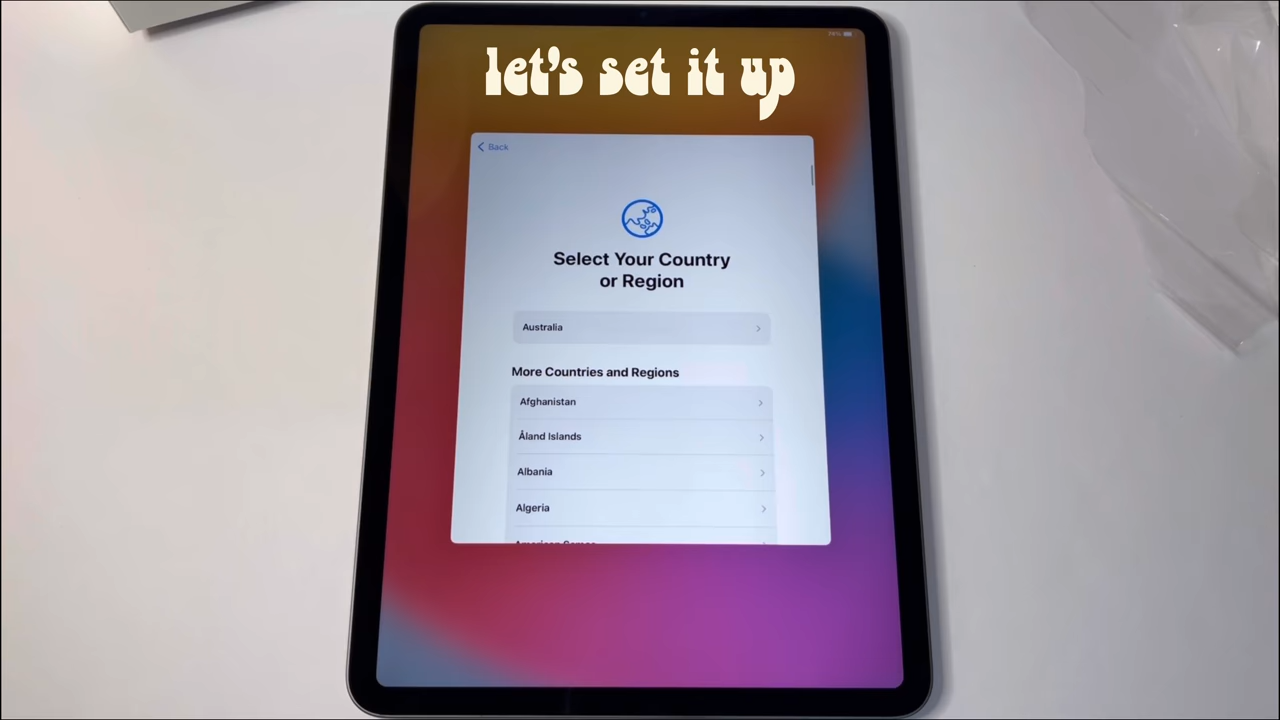 let's set it up
Back
Select Your Country
or Region
Australia
More Countries and Regions
Afghanistan
Åland Islands
Albania
Algeria